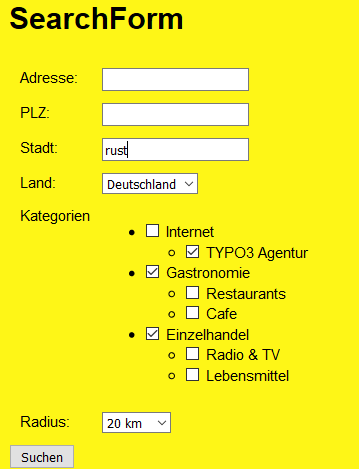 SearchForm
Adresse:
PLZ:
Stadt: rust
Land: Deutschland
Kategorien
Internet
TYPO3 Agentur
Gastronomie
Restaurants
Cafe
Einzelhandel
Radio & TV
Lebensmittel
Radius: 20 km
Suchen